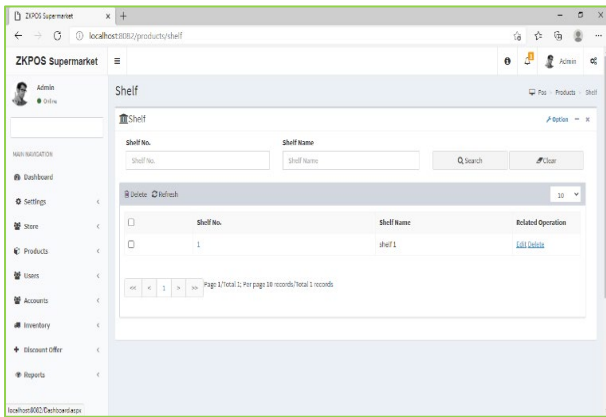 ZKPOS Supermarket
localhost:8082/products/shelf
ZKPOS Supermarket
Admin
Admin
Online
Shelf
Pos > Products > Shelf
Shelf
Option
Shelf No.
Shelf Name
Shelf No.
Shelf Name
Search
Clear
MAIN NAVIGATION
Dashboard
Settings
Store
Products
Users
Accounts
Inventory
Discount Offer
Reports
Delete Refresh
10
Shelf No. Shelf Name Related Operation
1 shelf 1 Edit Delete
<< < 1 > >> Page 1/Total 1; Per page 10 records/Total 1 records
localhost:8082/Dashboard.aspx